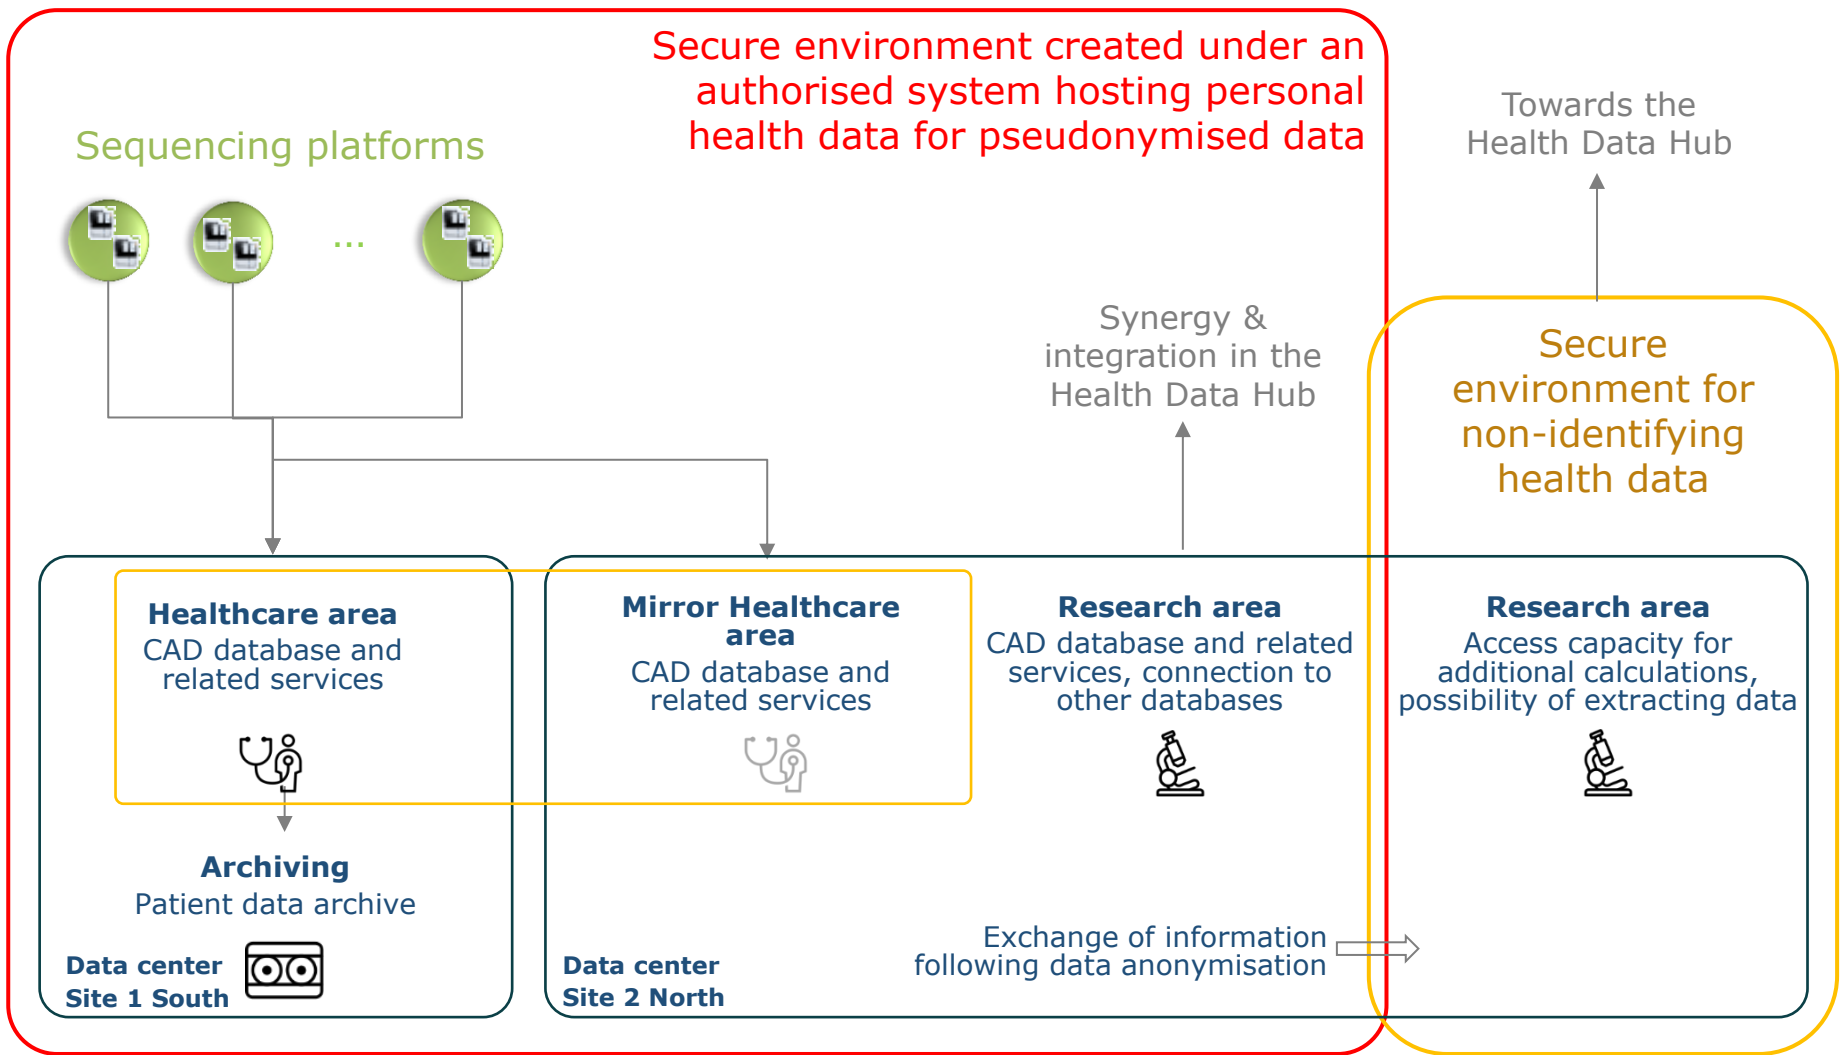 Secure environment created under an
authorised system hosting personal
health data for pseudonymised data
Towards the
Health Data Hub
Sequencing platforms
...
Synergy &
integration in the
Health Data Hub
Secure
environment for
non-identifying
health data
Healthcare area
CAD database and
related services
Mirror Healthcare
area
CAD database and
related services
Research area
CAD database and related
services, connection to
other databases
Research area
Access capacity for
additional calculations,
possibility of extracting data
Archiving
Patient data archive
Data center
Site 1 South
Data center
Site 2 North
Exchange of information
following data anonymisation